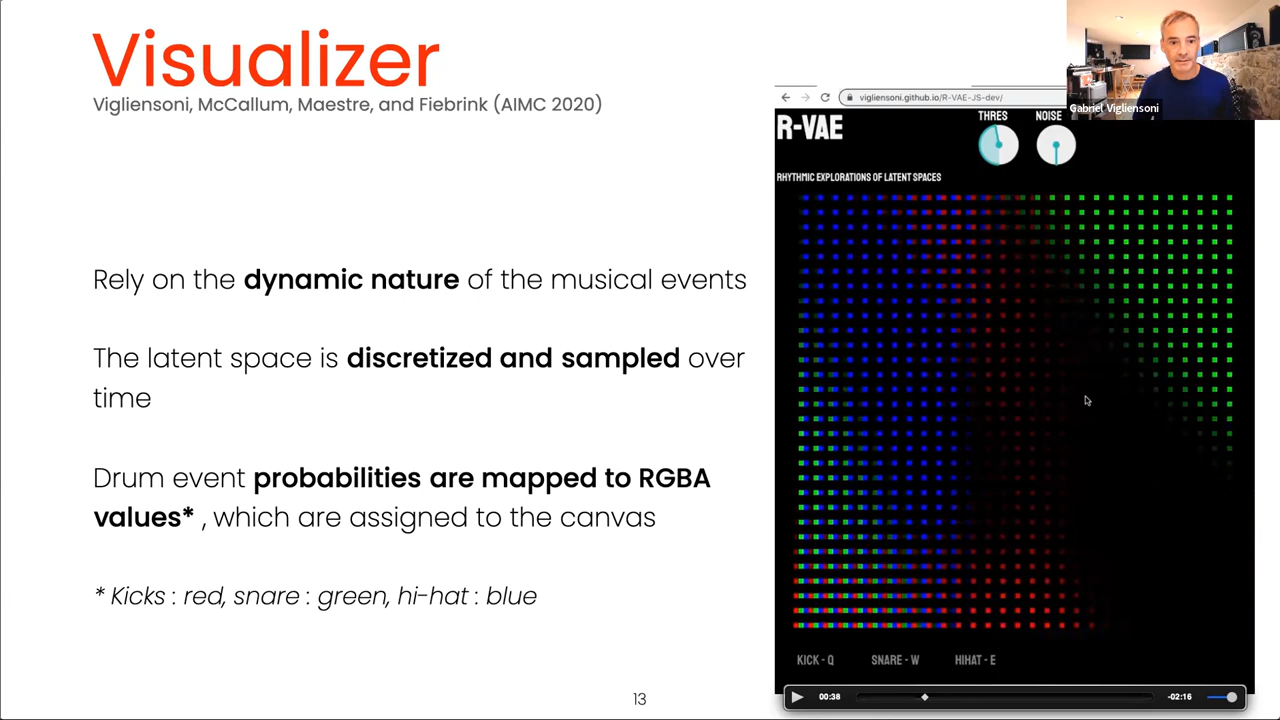 Visualizer
Vigliensoni, McCallum, Maestre, and Fiebrink (AIMC 2020)
Rely on the dynamic nature of the musical events
The latent space is discretized and sampled over
time
Drum event probabilities are mapped to RGBA
values* , which are assigned to the canvas
* Kicks : red, snare : green, hi-hat : blue
13
Gabriel Vigliensoni
vigliensoni.github.io/R-VAE-JS-dev/
R-VAE
THRES NOISE
RHYTHMIC EXPLORATIONS OF LATENT SPACES
KICK - Q SNARE - W HIHAT - E
00:38 -02:16